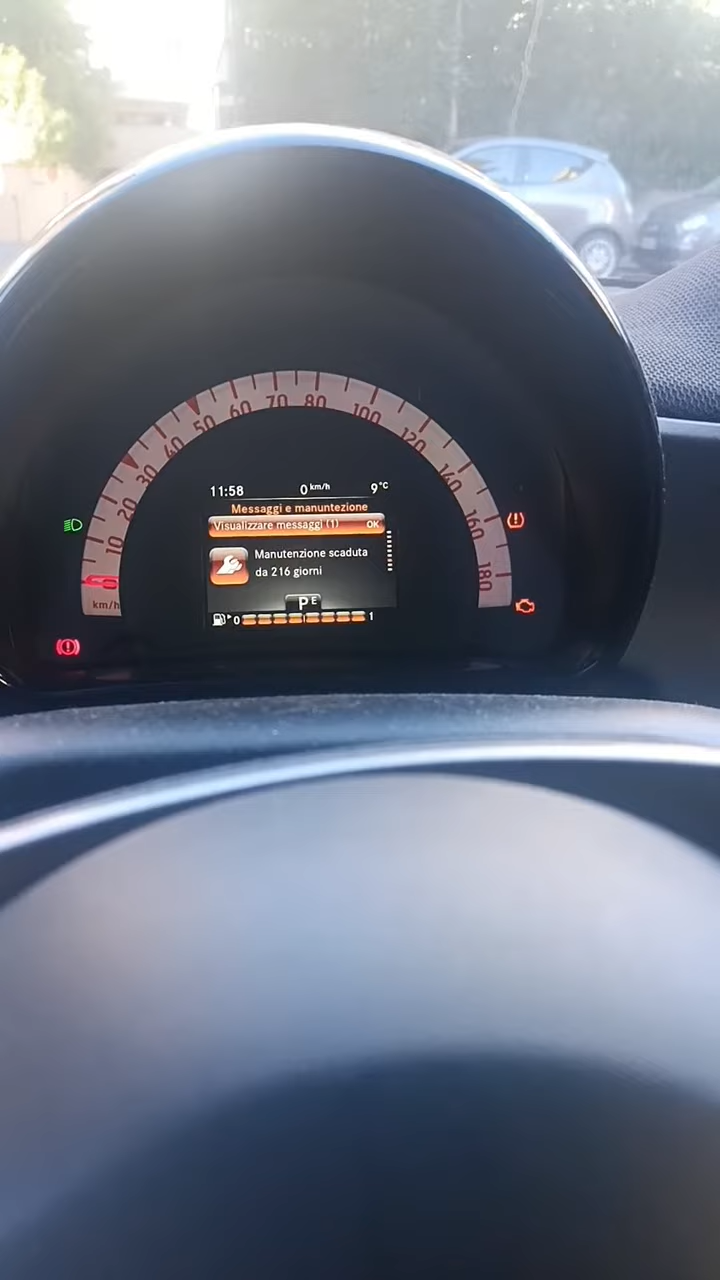 10 20 30 40 50 60 70 80 100 120 140 160 180
km/h
11:58 0 km/h 9°C
Messaggi e manuntezione
Visualizzare messaggi (1) OK
Manutenzione scaduta
da 216 giorni
P E
0 1